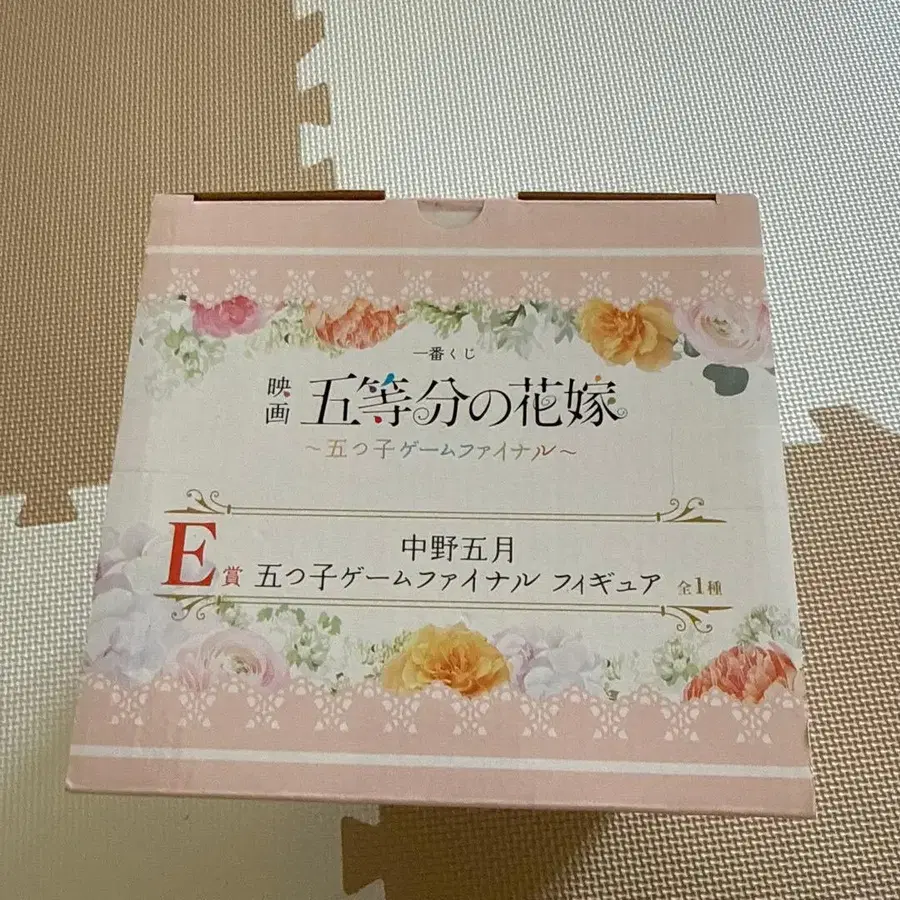 一番くじ
映画 五等分の花嫁
～五つ子ゲームファイナル～
中野五月
E賞 五つ子ゲームファイナル フィギュア 全1種